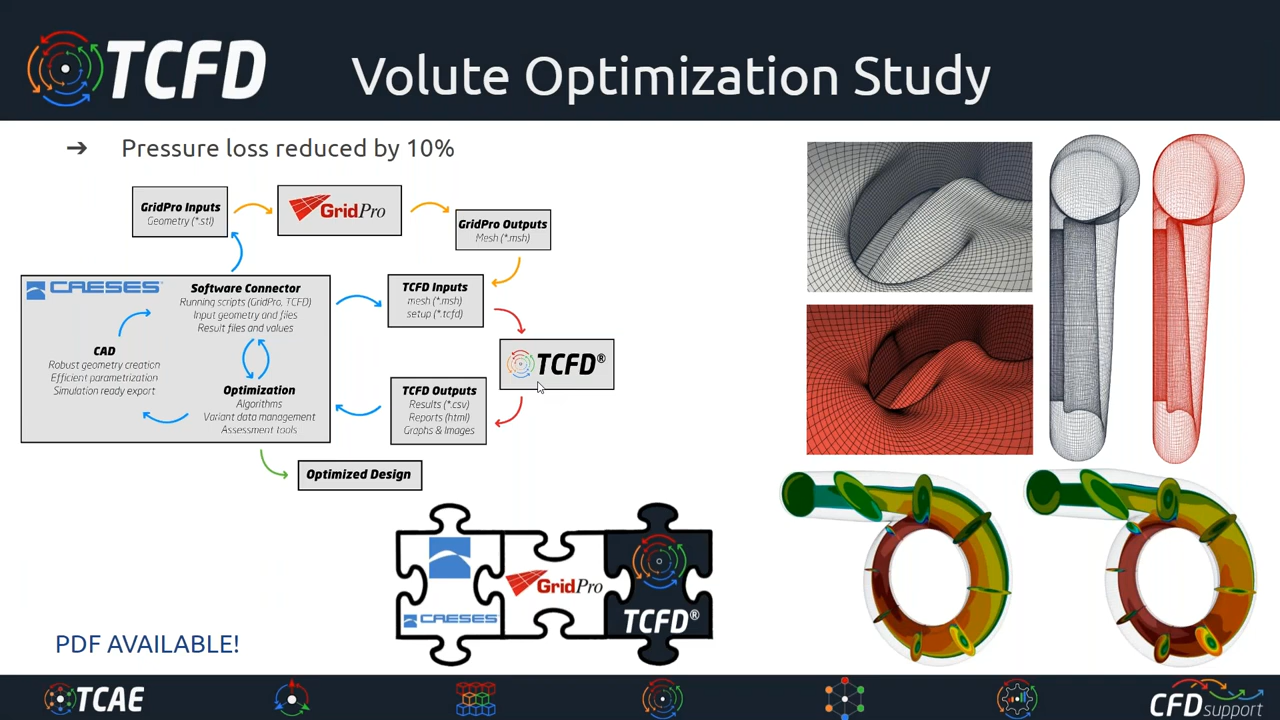 TCFD
Volute Optimization Study
➔ Pressure loss reduced by 10%
GridPro Inputs
Geometry (*.stl)
GridPro
GridPro Outputs
Mesh (*.msh)
CAESES
Software Connector
Running scripts (GridPro, TCFD)
Input geometry and files
Result files and values
TCFD Inputs
mesh (*.msh)
setup (*.tcfd)
CAD
Robust geometry creation
Efficient parametrization
Simulation ready export
TCFD®
Optimization
Algorithms
Variant data management
Assessment tools
TCFD Outputs
Results (*.csv)
Reports (html)
Graphs & Images
Optimized Design
CAESES
GridPro
TCFD®
PDF AVAILABLE!
TCAE
CFD support